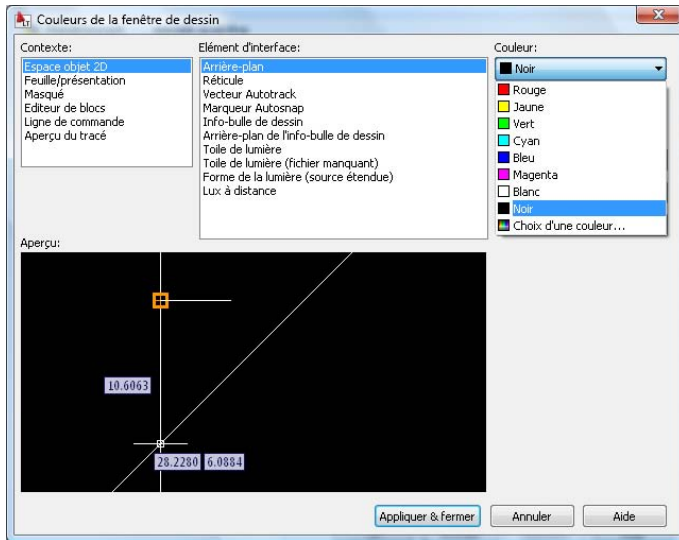 Couleurs de la fenêtre de dessin
Contexte:
Espace objet 2D
Feuille/présentation
Masqué
Editeur de blocs
Ligne de commande
Aperçu du tracé
Elément d'interface:
Arrière-plan
Réticule
Vecteur Autotrack
Marqueur Autosnap
Info-bulle de dessin
Arrière-plan de l'info-bulle de dessin
Toile de lumière
Toile de lumière (fichier manquant)
Forme de la lumière (source étendue)
Lux à distance
Couleur:
Noir
Rouge
Jaune
Vert
Cyan
Bleu
Magenta
Blanc
Noir
Choix d'une couleur...
Aperçu:
10.6063
28.2280 6.0884
Appliquer & fermer Annuler Aide